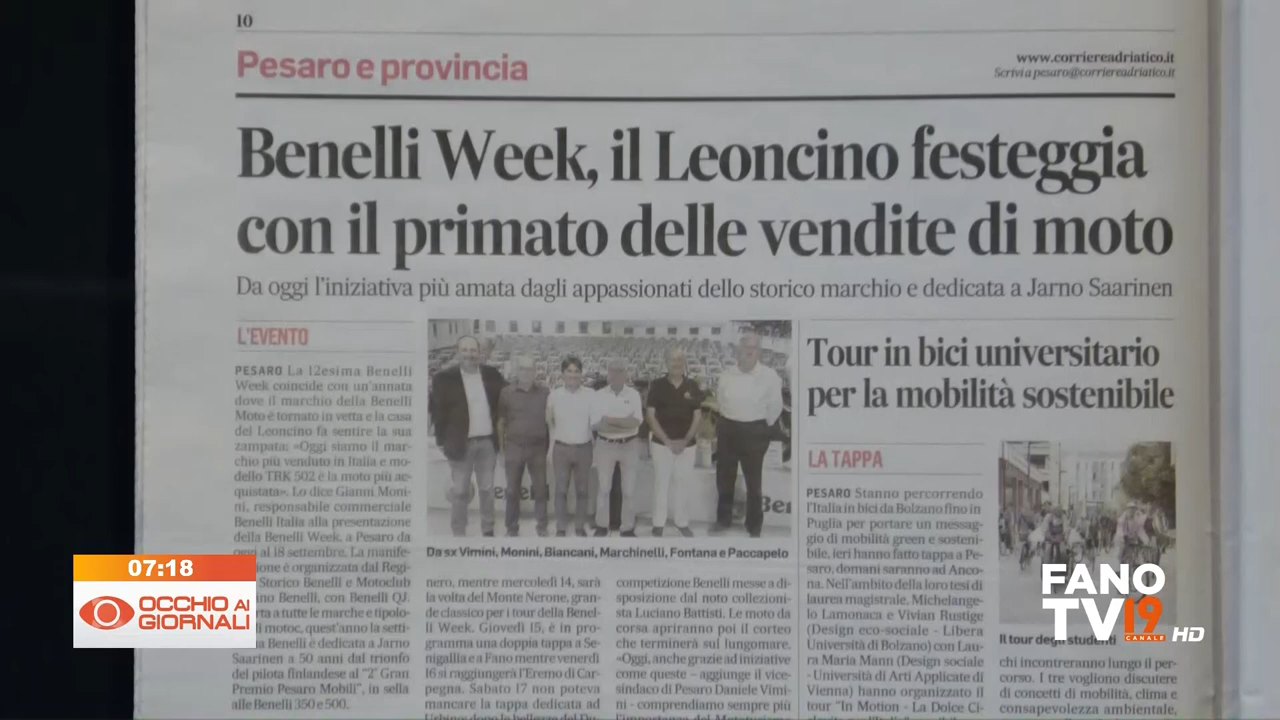 10
Pesaro e provincia
www.corriereadriatico.it
Scrivi a pesaro@corriereadriatico.it
Benelli Week, il Leoncino festeggia
con il primato delle vendite di moto
Da oggi l'iniziativa più amata dagli appassionati dello storico marchio e dedicata a Jarno Saarinen
L'EVENTO
PESARO La 12esima Benelli
Week coincide con un'annata
dove il marchio della Benelli
Moto è tornato in vetta e la casa
del Leoncino fa sentire la sua
zampata: «Oggi siamo il mar-
chio più venduto in Italia e mo-
dello TRK 502 è la moto più ac-
quistata». Lo dice Gianni Moni-
ni, responsabile commerciale
Benelli Italia alla presentazione
della Benelli Week, a Pesaro da
oggi al 18 settembre. La manife-
ione è organizzata dal Regi-
Storico Benelli e Motoclub
no Benelli, con Benelli QJ.
ta a tutte le marche e tipolo-
di motoc, quest'anno la setti-
a Benelli è dedicata a Jarno
Saarinen a 50 anni dal trionfo
del pilota finlandese al "2° Gran
Premio Pesaro Mobili", in sella
alle Benelli 350 e 500.
Da sx Vimini, Monini, Biancani, Marchinelli, Fontana e Paccapelo
nero, mentre mercoledì 14, sarà
la volta del Monte Nerone, gran-
de classico per i tour della Benel-
li Week. Giovedì 15, è in pro-
gramma una doppia tappa a Se-
nigallia e a Fano mentre venerdì
16 si raggiungerà l'Eremo di Car-
pegna. Sabato 17 non poteva
mancare la tappa dedicata ad
Urbino dopo le bellezze del Du-
competizione Benelli messe a di-
sposizione dal noto collezioni-
sta Luciano Battisti. Le moto da
corsa apriranno poi il corteo
che terminerà sul lungomare.
«Oggi, anche grazie ad iniziative
come queste – aggiunge il vice-
sindaco di Pesaro Daniele Vimi-
ni - comprendiamo sempre più
l'importanza del Mototurismo
Tour in bici universitario
per la mobilità sostenibile
LA TAPPA
PESARO Stanno percorrendo
l'Italia in bici da Bolzano fino in
Puglia per portare un messag-
gio di mobilità green e sosteni-
bile, ieri hanno fatto tappa a Pe-
saro, domani saranno ad Anco-
na. Nell'ambito della loro tesi di
laurea magistrale, Michelange-
lo Lamonaca e Vivian Rustige
(Design eco-sociale - Libera
Università di Bolzano) con Lau-
ra Maria Mann (Design sociale
- Università di Arti Applicate di
Vienna) hanno organizzato il
tour "In Motion - La Dolce Ci-
Il tour degli studenti
chi incontreranno lungo il per-
corso. I tre vogliono discutere
di concetti di mobilità, clima e
consapevolezza ambientale,
07:18
OCCHIO AI
GIORNALI
FANO
TV19
CANALE
HD